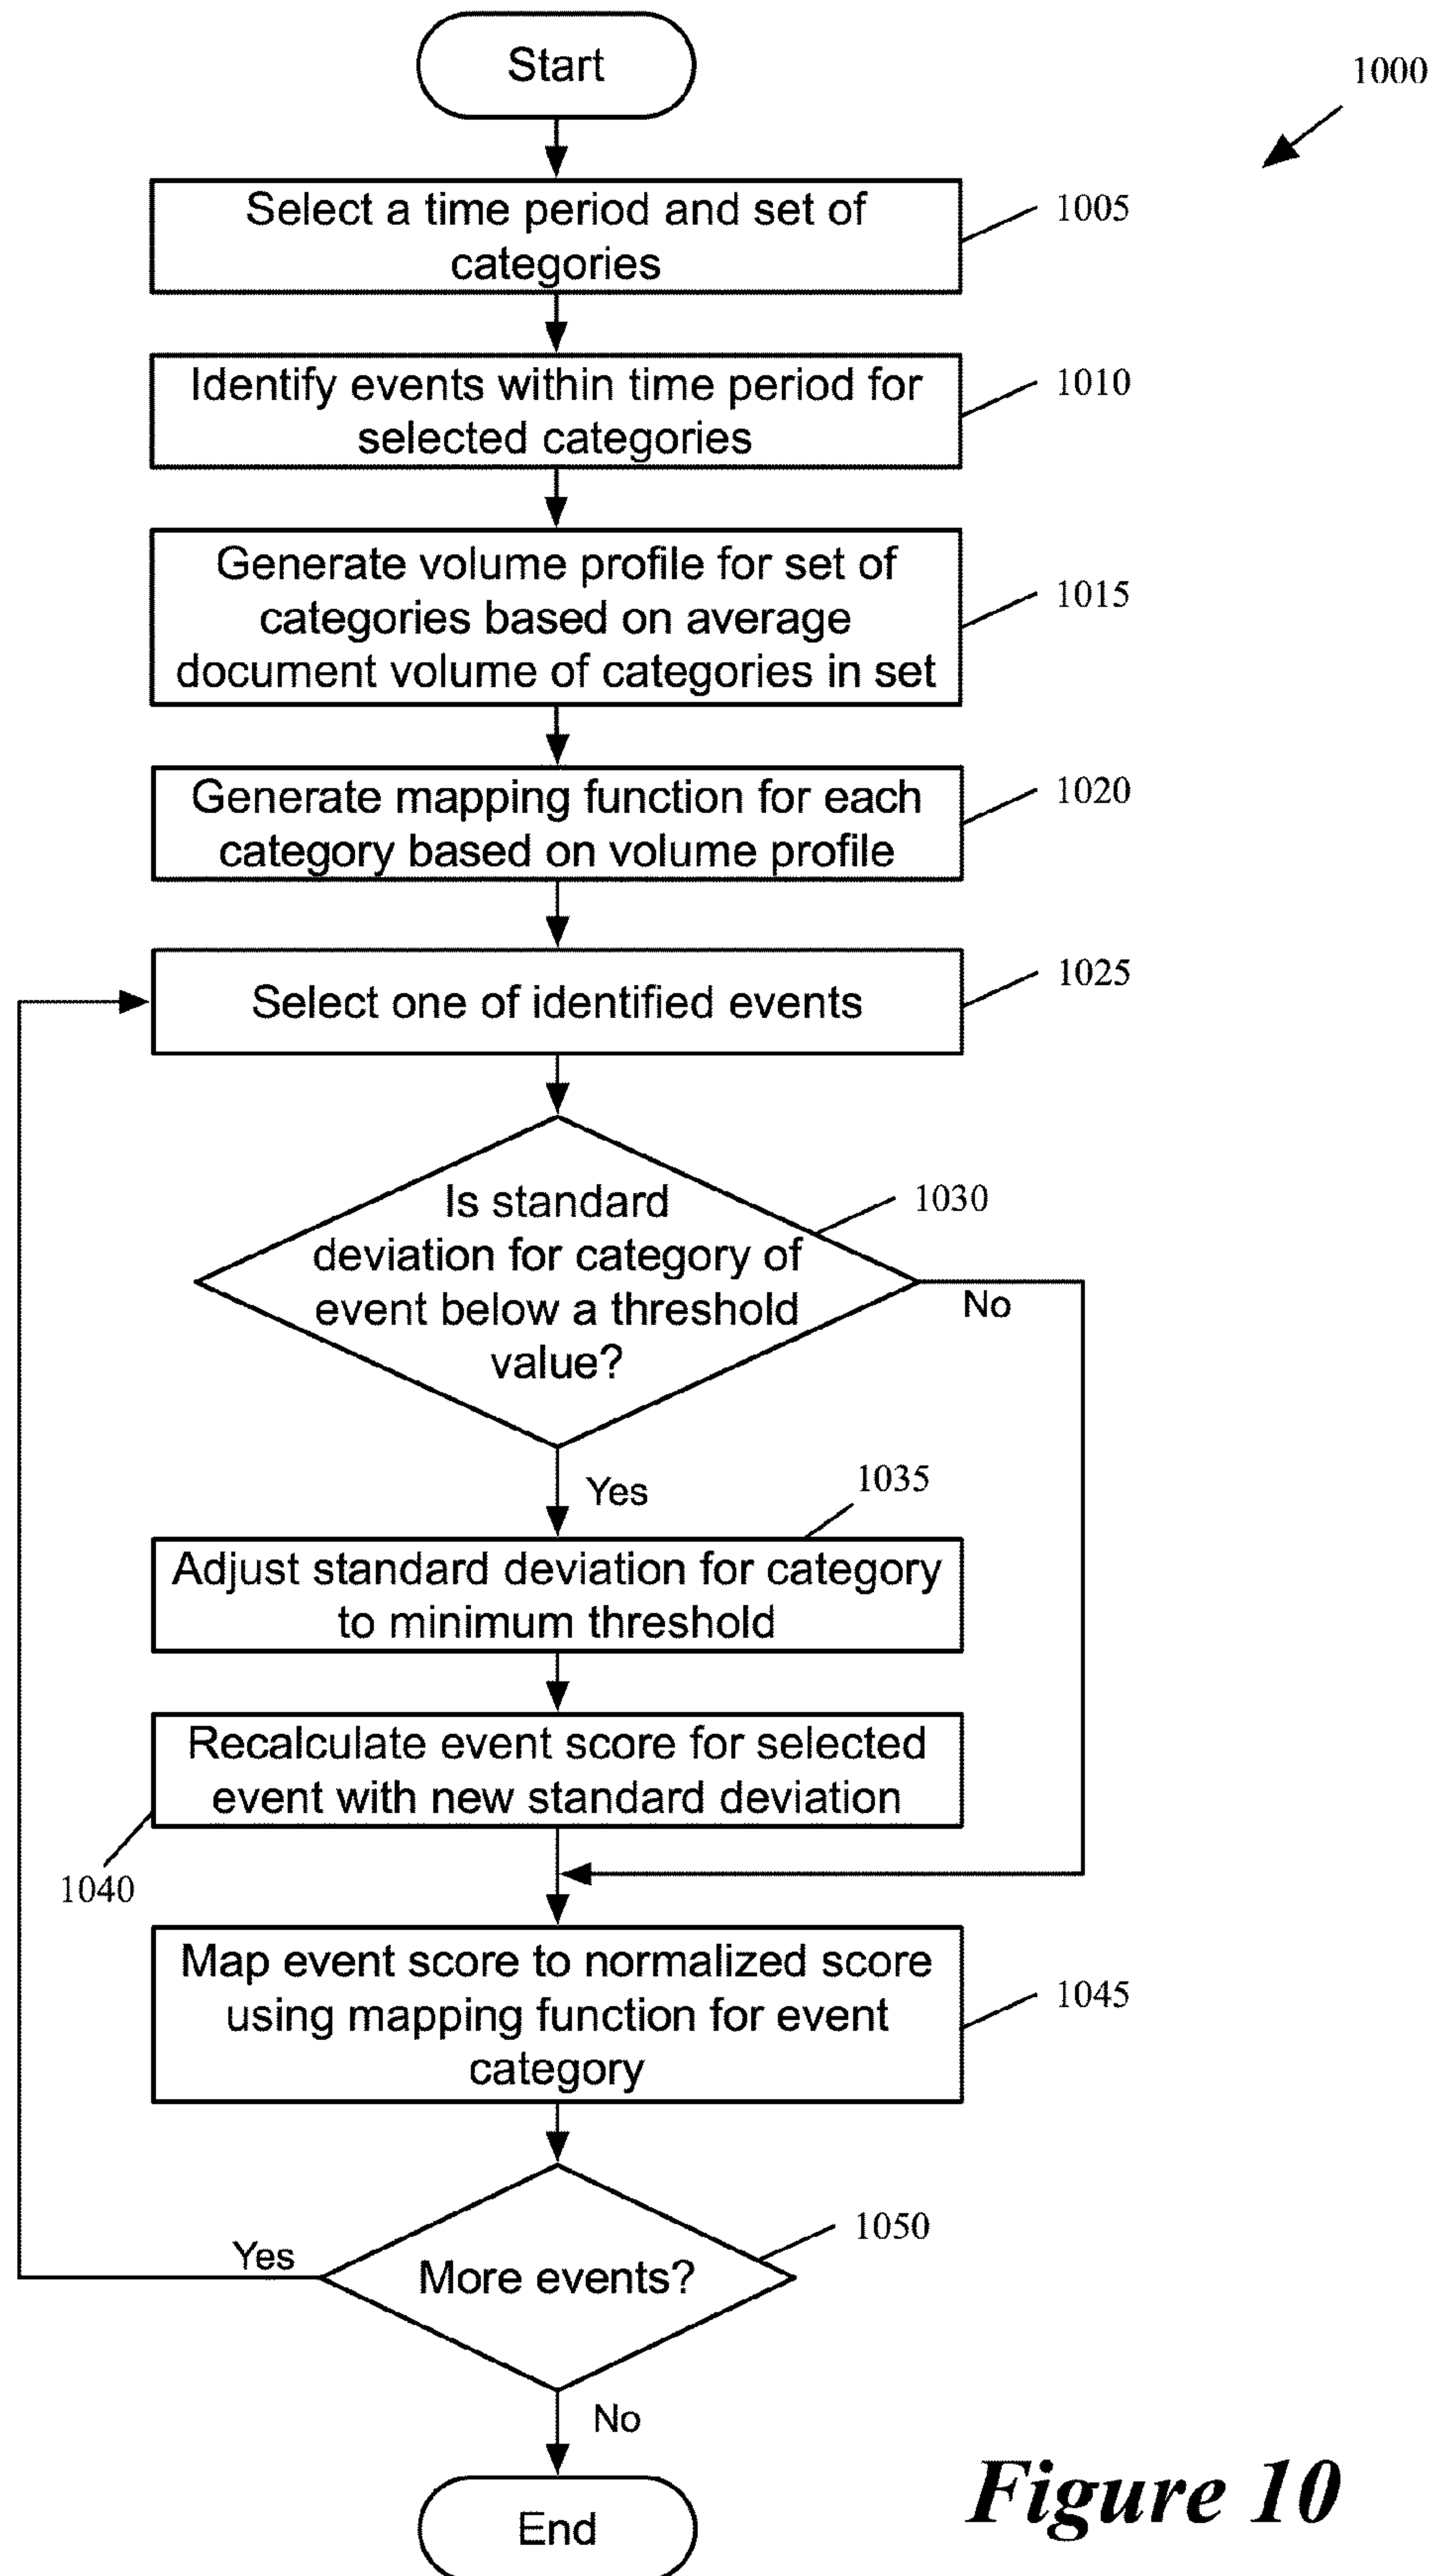 Start
1000
Select a time period and set of
categories
1005
Identify events within time period for
selected categories
1010
Generate volume profile for set of
categories based on average
document volume of categories in set
1015
Generate mapping function for each
category based on volume profile
1020
Select one of identified events
1025
Is standard
deviation for category of
event below a threshold
value?
1030
No
Yes
1035
Adjust standard deviation for category
to minimum threshold
Recalculate event score for selected
event with new standard deviation
1040
Map event score to normalized score
using mapping function for event
category
1045
More events?
1050
Yes
No
End
Figure 10